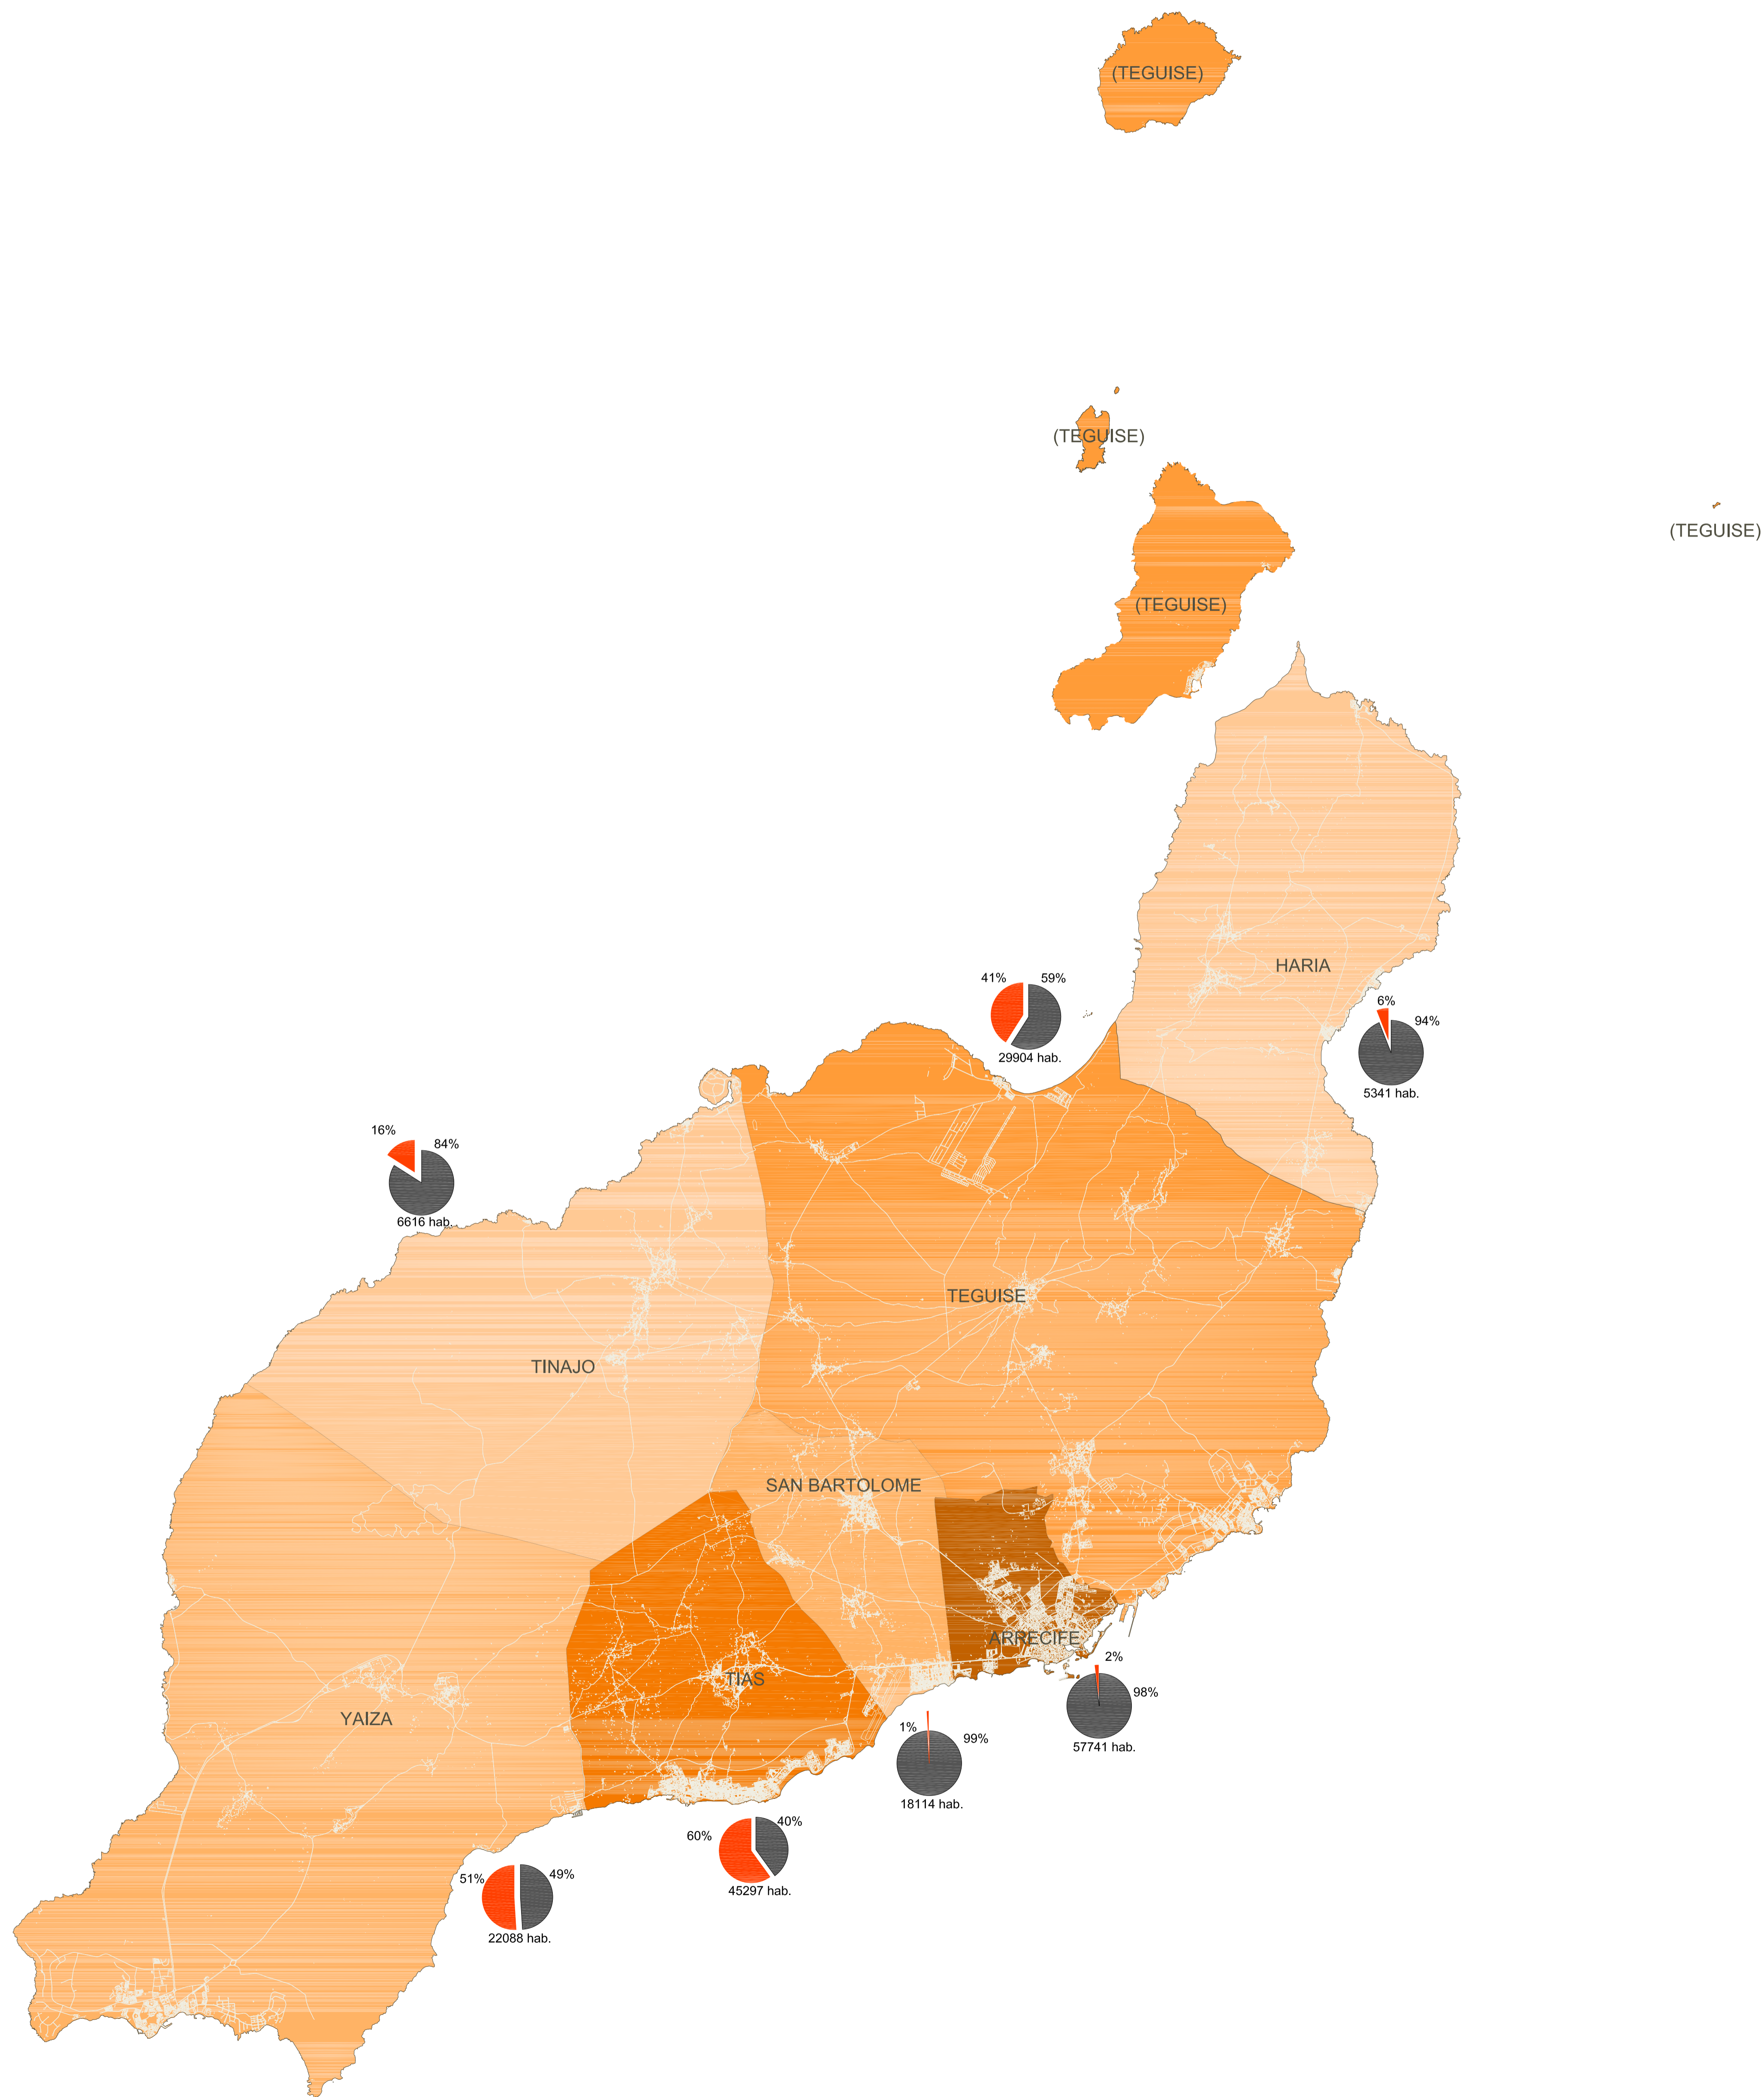 (TEGUISE)
(TEGUISE)
(TEGUISE)
(TEGUISE)
HARIA
41% 59%
29904 hab.
6%
94%
5341 hab.
16%
84%
6616 hab.
TEGUISE
TINAJO
SAN BARTOLOME
ARRECIFE
2%
98%
57741 hab.
TIAS
YAIZA
1%
99%
18114 hab.
40%
60%
45297 hab.
51% 49%
22088 hab.